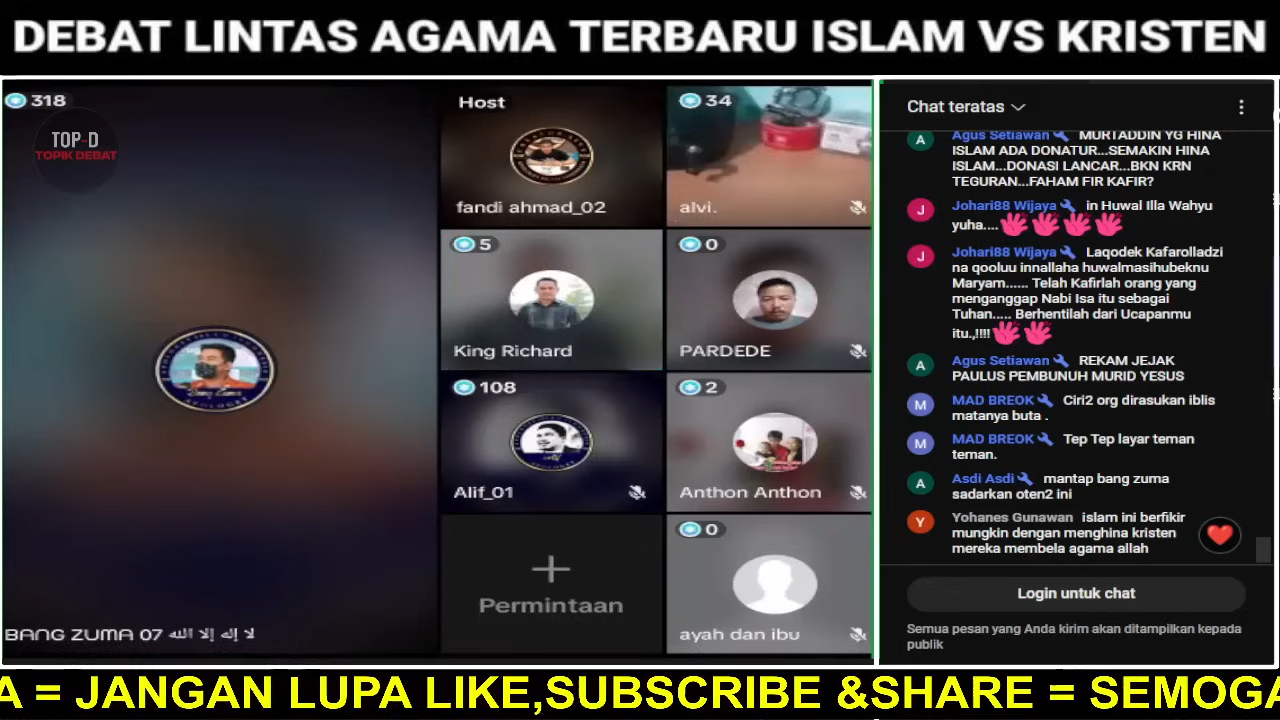 DEBAT LINTAS AGAMA TERBARU ISLAM VS KRISTEN
318
TOP-D
TOPIK DEBAT
BANG ZUMA 07 لا إله إلا الله
Host
fandi ahmad_02
34
alvi.
5
King Richard
0
PARDEDE
108
Alif_01
2
Anthon Anthon
Permintaan
0
ayah dan ibu
Chat teratas
A Agus Setiawan MURTADDIN YG HINA
ISLAM ADA DONATUR...SEMAKIN HINA
ISLAM...DONASI LANCAR...BKN KRN
TEGURAN...FAHAM FIR KAFIR?
J Johari88 Wijaya in Huwal Illa Wahyu
yuha....
J Johari88 Wijaya Laqodek Kafarolladzi
na qooluu innallaha huwalmasihubeknu
Maryam...... Telah Kafirlah orang yang
menganggap Nabi Isa itu sebagai
Tuhan..... Berhentilah dari Ucapanmu
itu.,!!!!
A Agus Setiawan REKAM JEJAK
PAULUS PEMBUNUH MURID YESUS
M MAD BREOK Ciri2 org dirasukan iblis
matanya buta .
M MAD BREOK Tep Tep layar teman
teman.
A Asdi Asdi mantap bang zuma
sadarkan oten2 ini
Y Yohanes Gunawan islam ini berfikir
mungkin dengan menghina kristen
mereka membela agama allah
Login untuk chat
Semua pesan yang Anda kirim akan ditampilkan kepada
publik
A = JANGAN LUPA LIKE,SUBSCRIBE &SHARE = SEMOGA